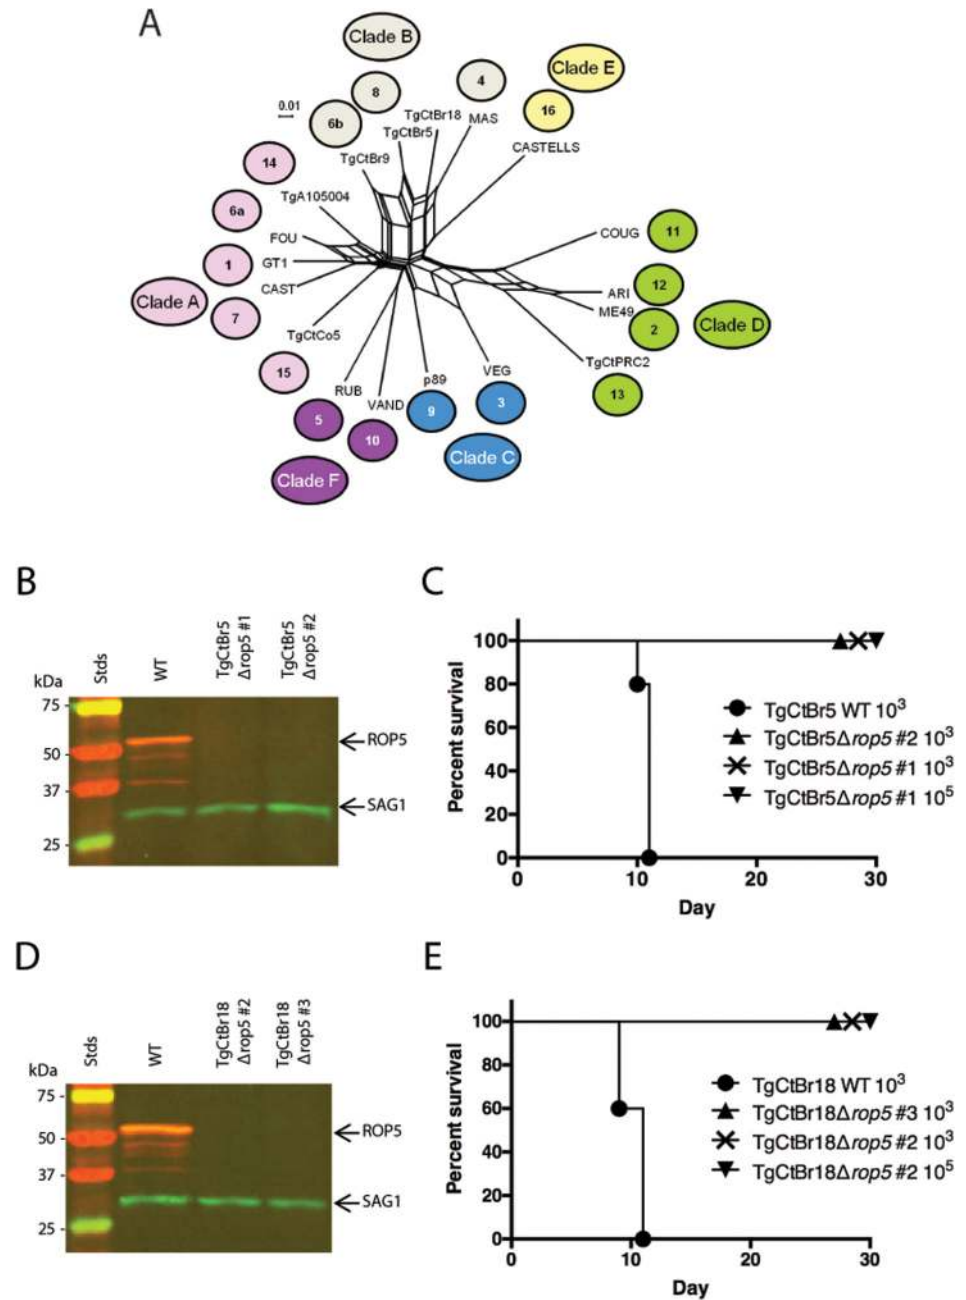 A
Clade B
8
4
Clade E
16
0.01
6b
TgCtBr18
MAS
TgCtBr5
CASTELLS
14
TgCtBr9
6a
TgA105004
COUG
11
FOU
1
GT1
12
CAST
ARI
Clade A
7
ME49
2
Clade D
TgCtCo5
TgCtPRC2
15
RUB
p89
VEG
13
5
VAND
9
3
10
Clade F
Clade C
B
kDa
Stds
WT
TgCtBr5
Δrop5 #1
TgCtBr5
Δrop5 #2
75 -
50 -
37 -
25 -
ROP5
SAG1
C
Percent survival
100
80
60
40
20
0
0 10 20 30
Day
TgCtBr5 WT 10³
TgCtBr5Δrop5 #2 10³
TgCtBr5Δrop5 #1 10³
TgCtBr5Δrop5 #1 10⁵
D
kDa
Stds
WT
TgCtBr18
Δrop5 #2
TgCtBr18
Δrop5 #3
75 -
50 -
37 -
25 -
ROP5
SAG1
E
Percent survival
100
80
60
40
20
0
0 10 20 30
Day
TgCtBr18 WT 10³
TgCtBr18Δrop5 #3 10³
TgCtBr18Δrop5 #2 10³
TgCtBr18Δrop5 #2 10⁵